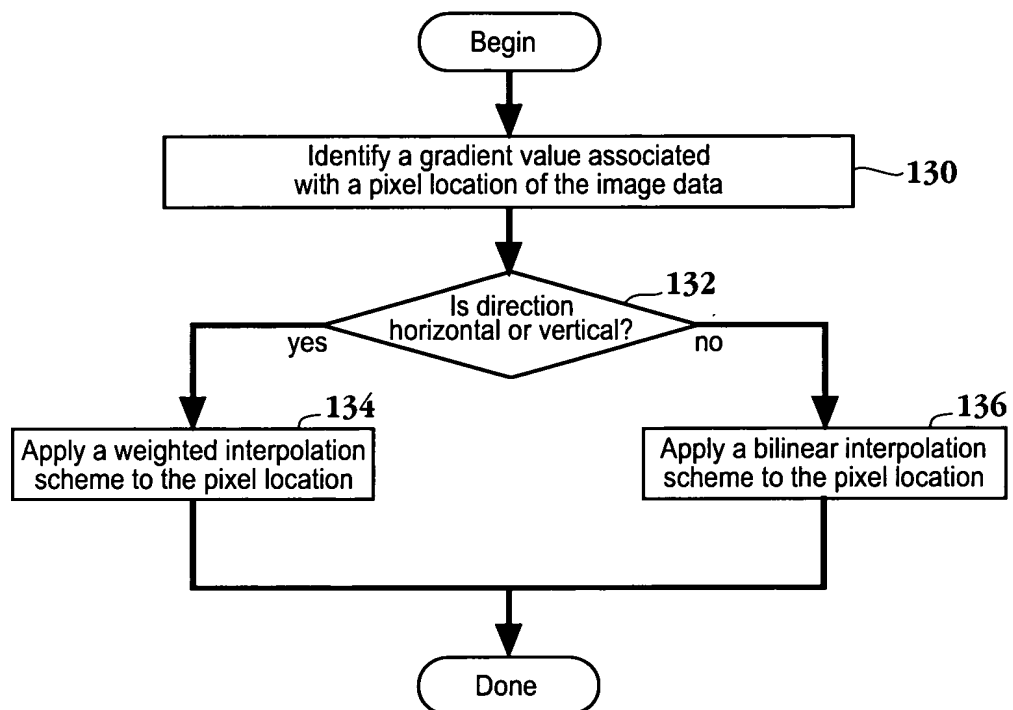 Begin
Identify a gradient value associated
with a pixel location of the image data
130
132
Is direction
horizontal or vertical?
yes
no
134
Apply a weighted interpolation
scheme to the pixel location
136
Apply a bilinear interpolation
scheme to the pixel location
Done